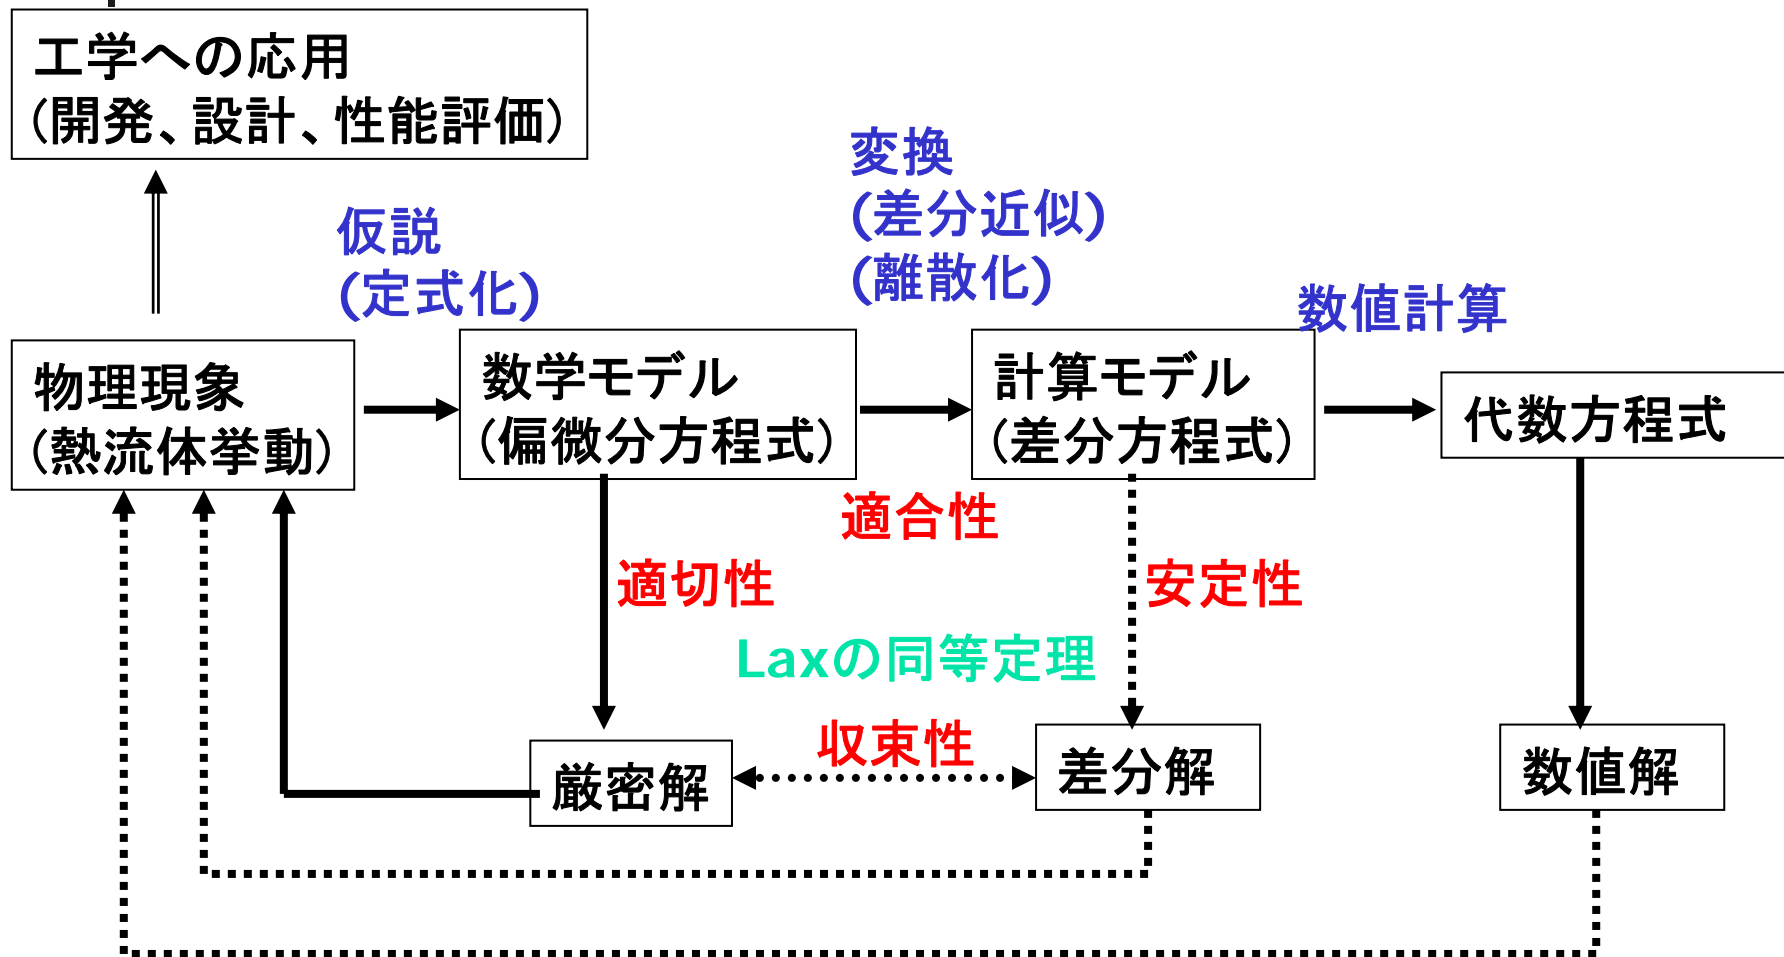 工学への応用
(開発、設計、性能評価)
仮説
(定式化)
変換
(差分近似)
(離散化)
数値計算
物理現象
(熱流体挙動)
数学モデル
(偏微分方程式)
計算モデル
(差分方程式)
代数方程式
適合性
適切性
安定性
Laxの同等定理
収束性
厳密解
差分解
数値解